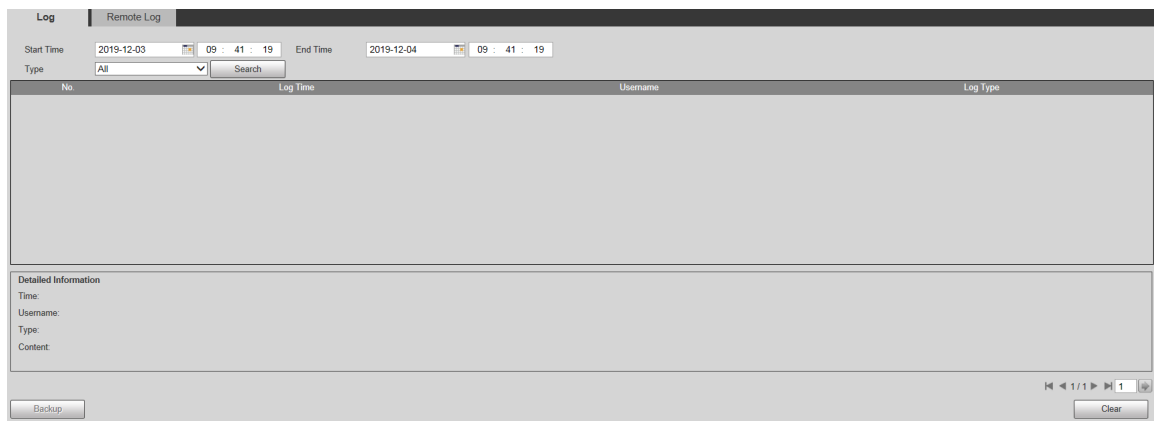 Log Remote Log
Start Time 2019-12-03 09 : 41 : 19 End Time 2019-12-04 09 : 41 : 19
Type All Search
No. Log Time Username Log Type
Detailed Information
Time:
Username:
Type:
Content:
1 / 1 1
Backup Clear